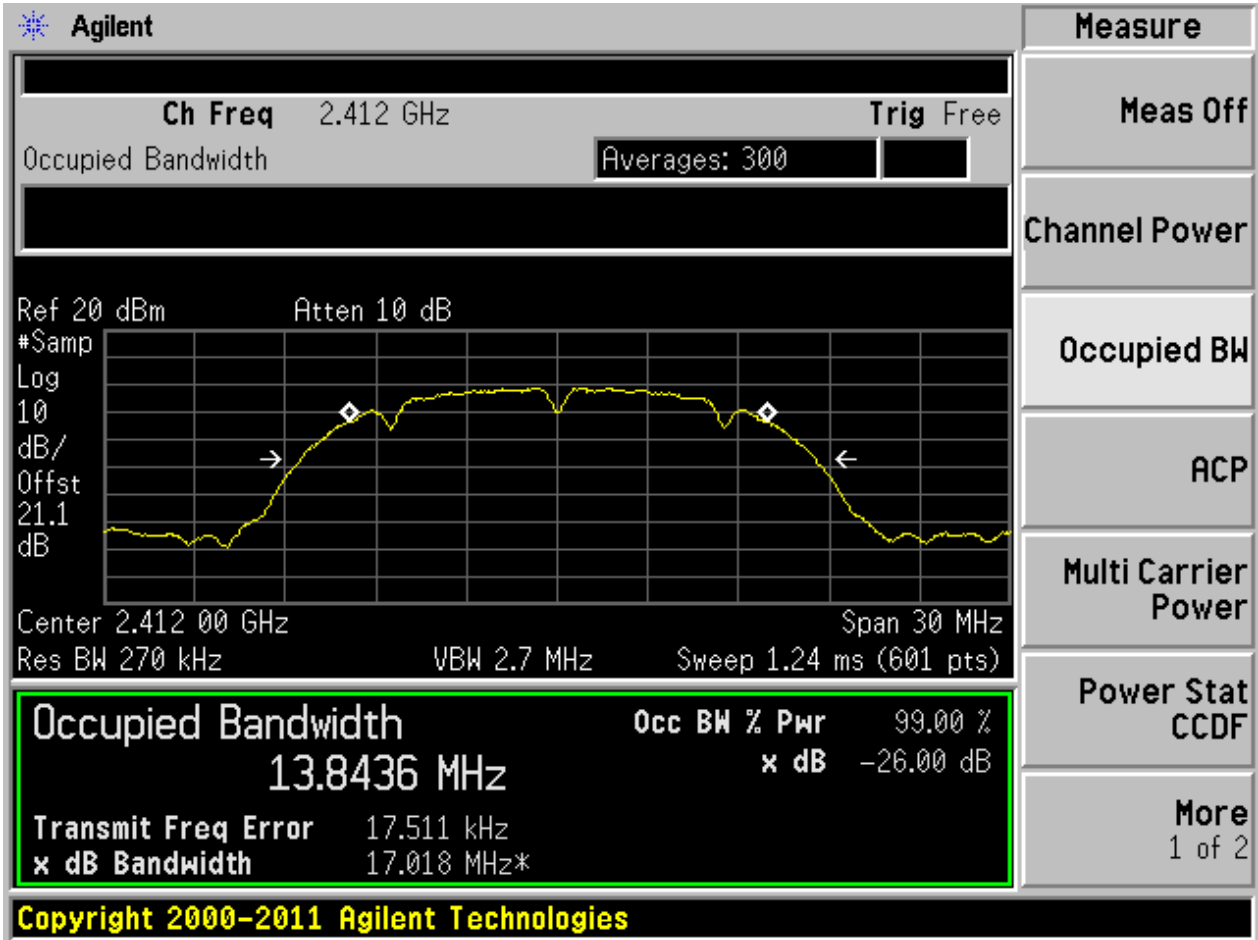 Agilent
Measure
Ch Freq 2.412 GHz Trig Free
Occupied Bandwidth Averages: 300
Ref 20 dBm Atten 10 dB
#Samp
Log
10
dB/
Offst
21.1
dB
Center 2.412 00 GHz Span 30 MHz
Res BW 270 kHz VBW 2.7 MHz Sweep 1.24 ms (601 pts)
Occupied Bandwidth Occ BW % Pwr 99.00 %
13.8436 MHz x dB -26.00 dB
Transmit Freq Error 17.511 kHz
x dB Bandwidth 17.018 MHz*
Copyright 2000-2011 Agilent Technologies
Meas Off
Channel Power
Occupied BW
ACP
Multi Carrier
Power
Power Stat
CCDF
More
1 of 2